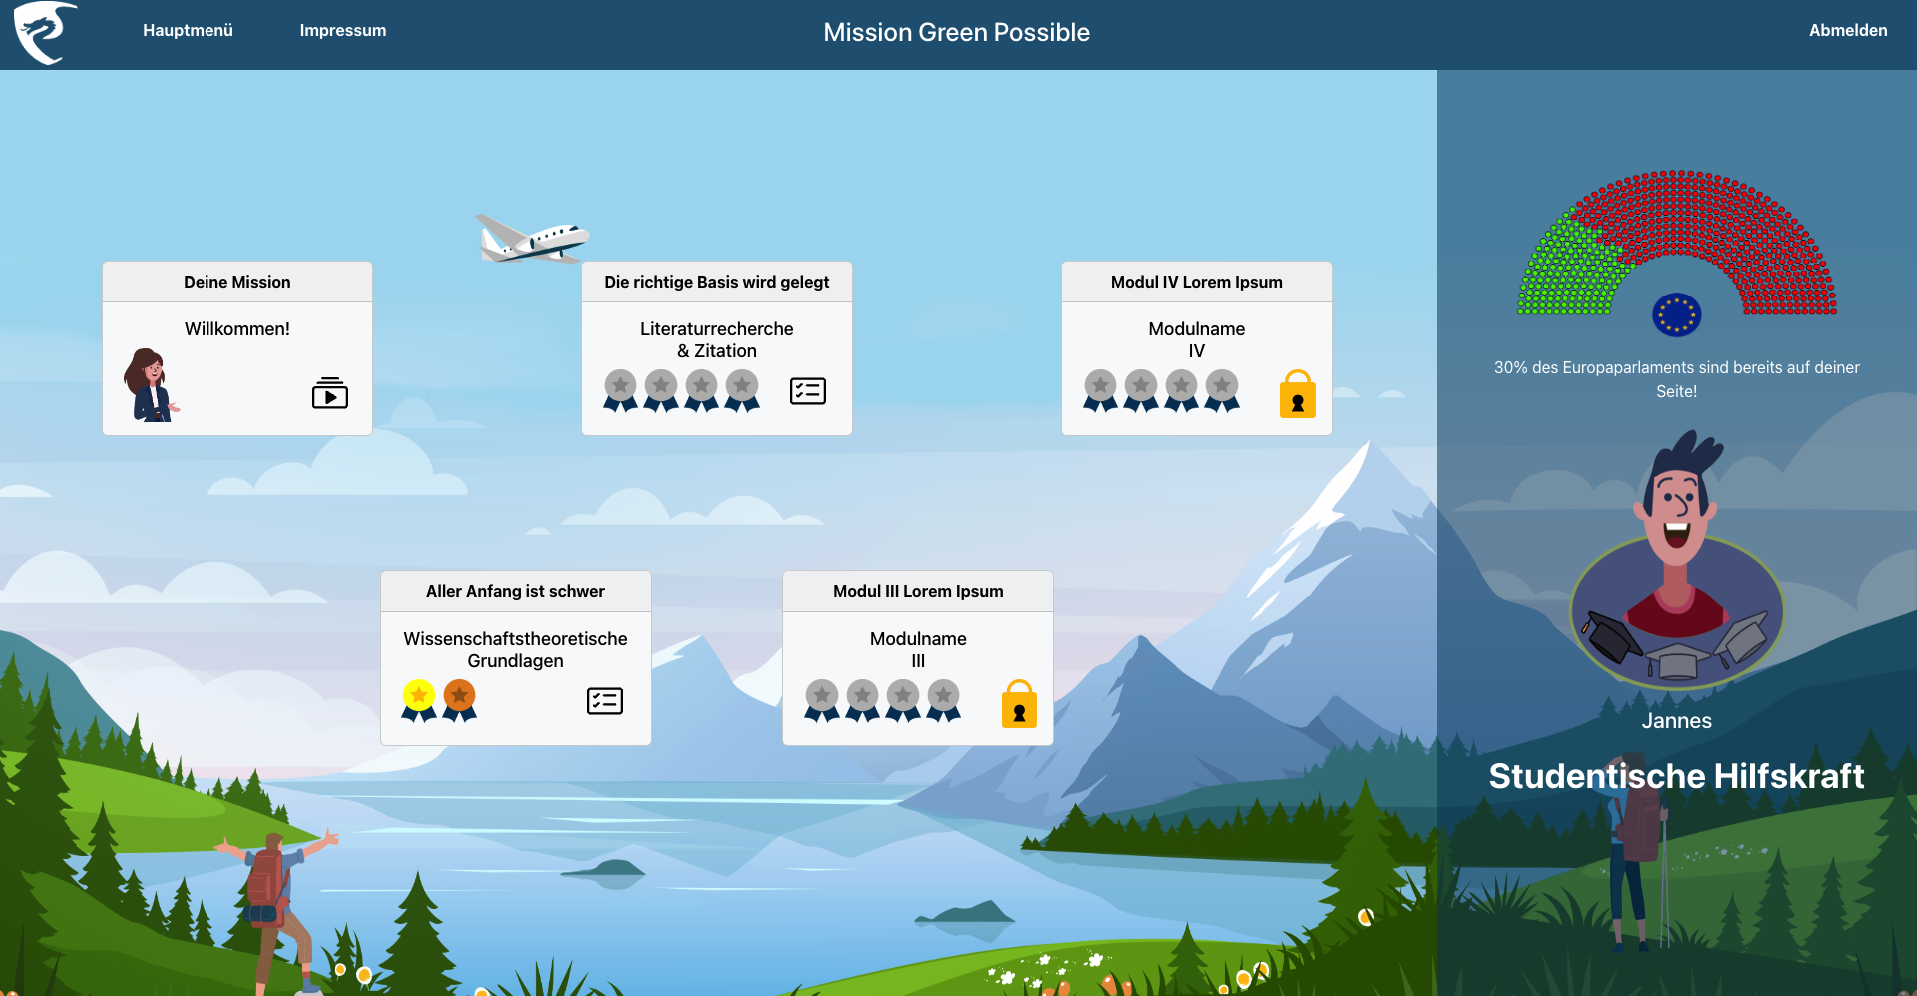 Hauptmenü
Impressum
Mission Green Possible
Abmelden
Deine Mission
Willkommen!
Die richtige Basis wird gelegt
Literaturrecherche
& Zitation
Modul IV Lorem Ipsum
Modulname
IV
Aller Anfang ist schwer
Wissenschaftstheoretische
Grundlagen
Modul III Lorem Ipsum
Modulname
III
30% des Europaparlaments sind bereits auf deiner
Seite!
Jannes
Studentische Hilfskraft